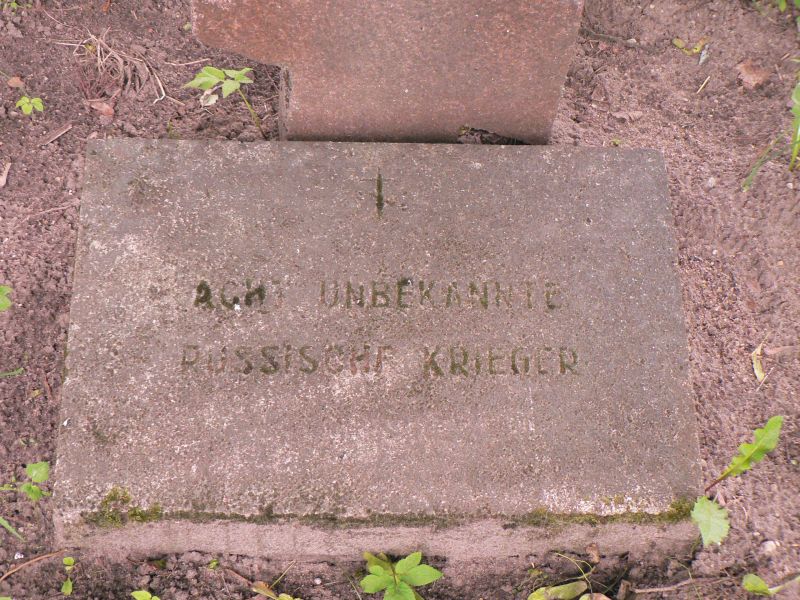 ACHT UNBEKANNTE
RUSSISCHE KRIEGER